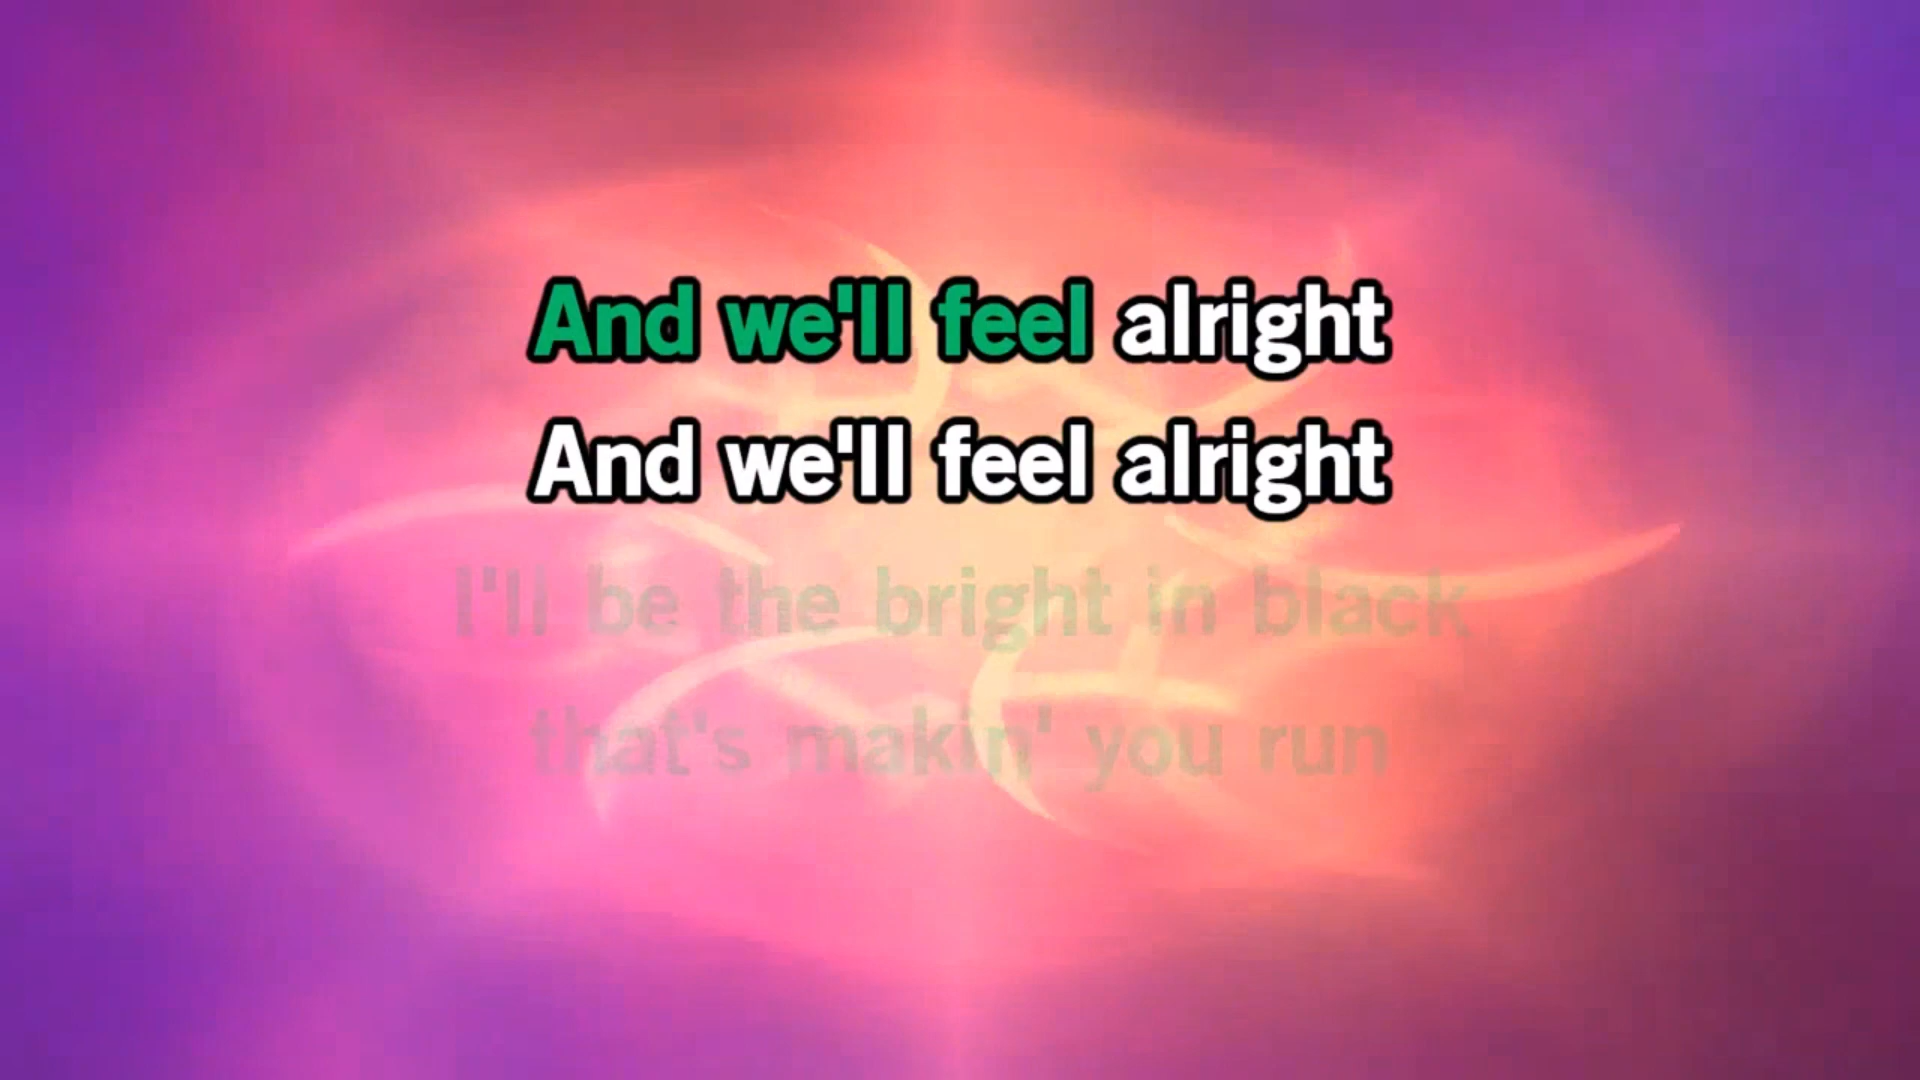 And we'll feel alright
And we'll feel alright
I'll be the bright in black
that's makin' you run